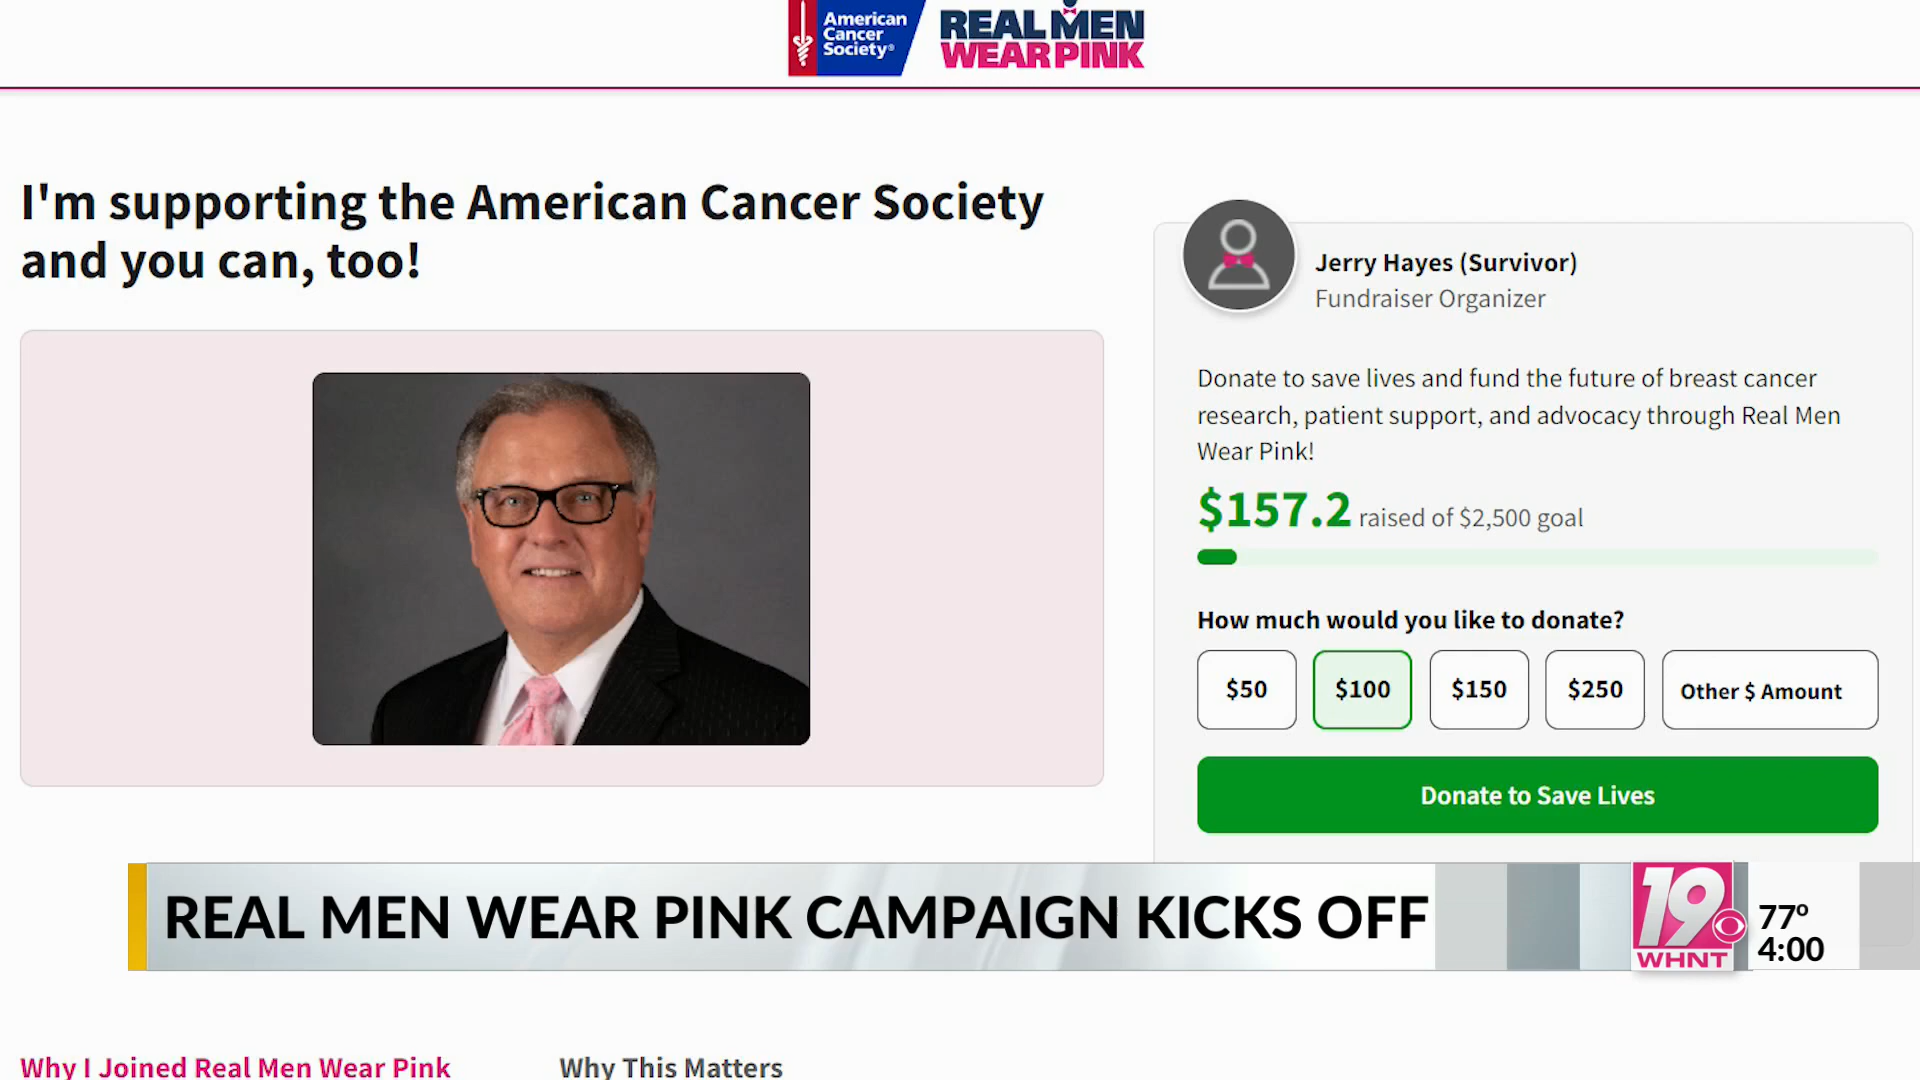 American
Cancer
Society®
REAL MEN
WEAR PINK
I'm supporting the American Cancer Society
and you can, too!
Jerry Hayes (Survivor)
Fundraiser Organizer
Donate to save lives and fund the future of breast cancer
research, patient support, and advocacy through Real Men
Wear Pink!
$157.2 raised of $2,500 goal
How much would you like to donate?
$50 $100 $150 $250 Other $ Amount
Donate to Save Lives
REAL MEN WEAR PINK CAMPAIGN KICKS OFF
19
WHNT
77º
4:00
Why I Joined Real Men Wear Pink
Why This Matters